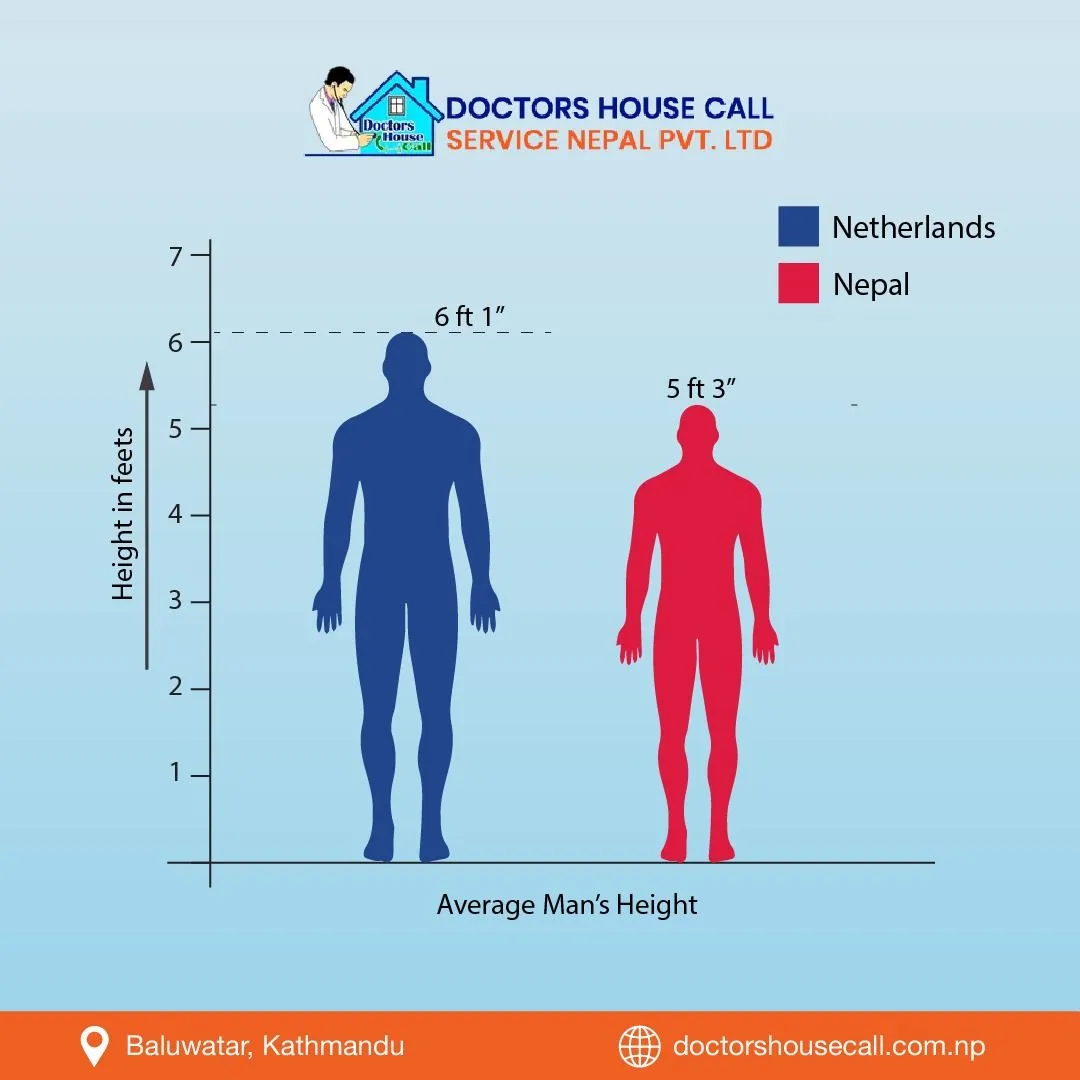 Doctors
House
Call
DOCTORS HOUSE CALL
SERVICE NEPAL PVT. LTD
Netherlands
Nepal
7
6 ft 1”
6
5 ft 3”
5
4
3
2
1
Height in feets
Average Man’s Height
Baluwatar, Kathmandu
doctorshousecall.com.np